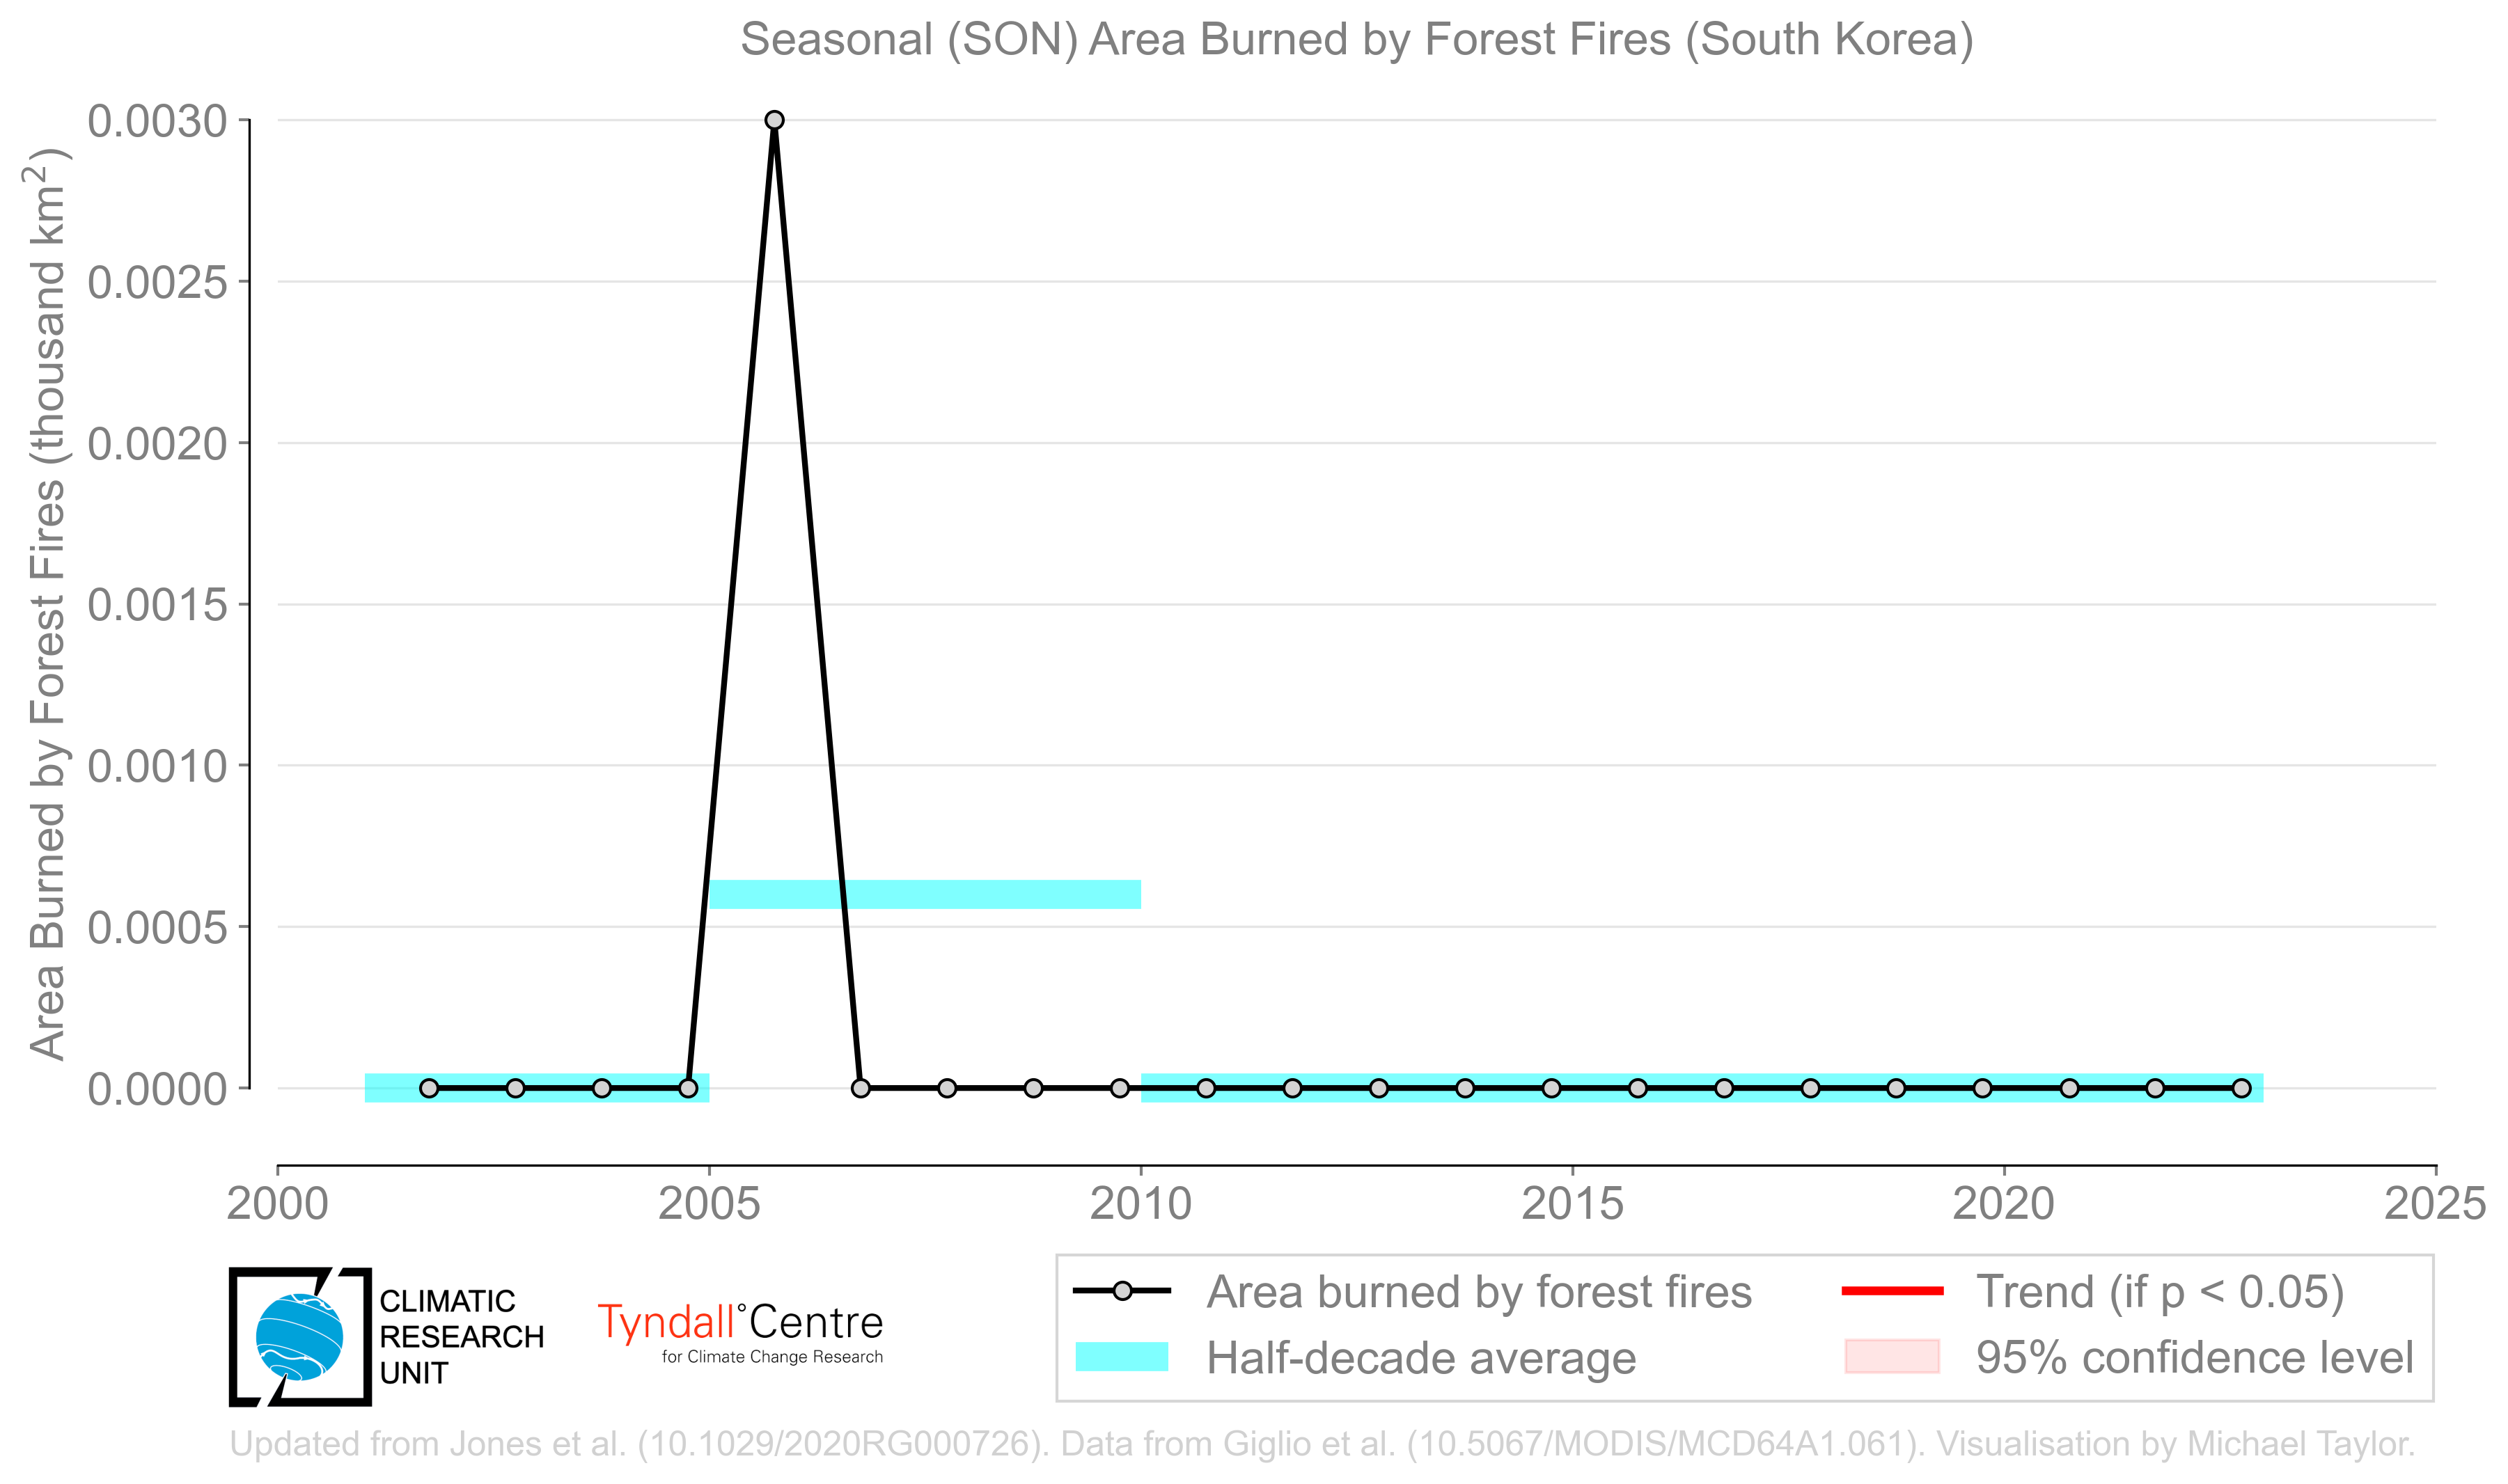 Seasonal (SON) Area Burned by Forest Fires (South Korea)
Area Burned by Forest Fires (thousand km²)
0.0030
0.0025
0.0020
0.0015
0.0010
0.0005
0.0000
2000 2005 2010 2015 2020 2025
CLIMATIC
RESEARCH
UNIT
Tyndall°Centre
for Climate Change Research
Area burned by forest fires
Half-decade average
Trend (if p < 0.05)
95% confidence level
Updated from Jones et al. (10.1029/2020RG000726). Data from Giglio et al. (10.5067/MODIS/MCD64A1.061). Visualisation by Michael Taylor.